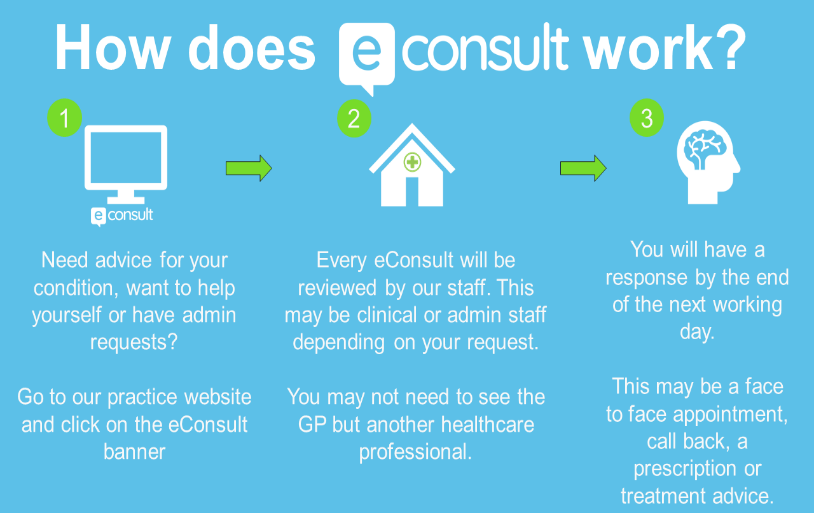 How does e consult work?
1
e consult
Need advice for your
condition, want to help
yourself or have admin
requests?
Go to our practice website
and click on the eConsult
banner
2
Every eConsult will be
reviewed by our staff. This
may be clinical or admin staff
depending on your request.
You may not need to see the
GP but another healthcare
professional.
3
You will have a
response by the end
of the next working
day.
This may be a face
to face appointment,
call back, a
prescription or
treatment advice.